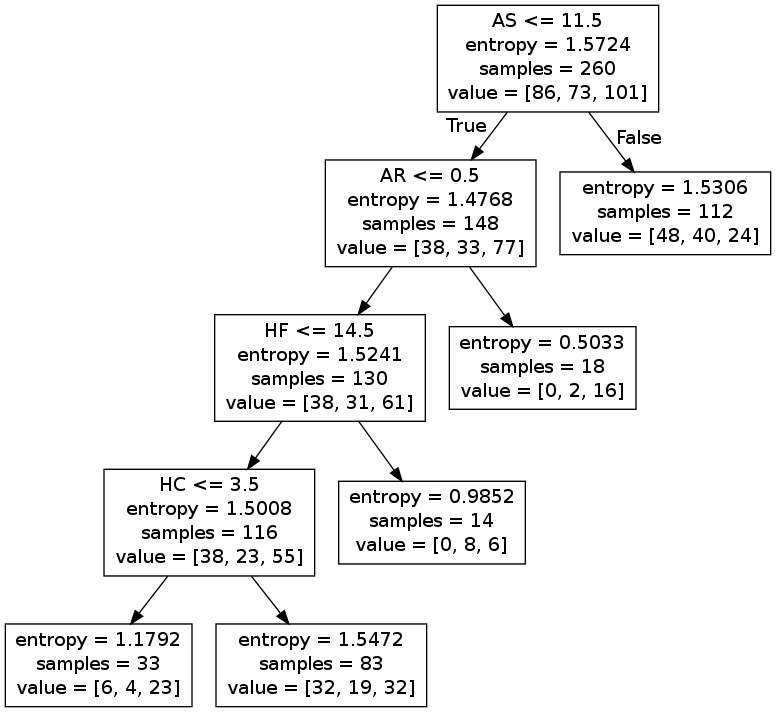 AS <= 11.5
entropy = 1.5724
samples = 260
value = [86, 73, 101]
True
False
AR <= 0.5
entropy = 1.4768
samples = 148
value = [38, 33, 77]
entropy = 1.5306
samples = 112
value = [48, 40, 24]
HF <= 14.5
entropy = 1.5241
samples = 130
value = [38, 31, 61]
entropy = 0.5033
samples = 18
value = [0, 2, 16]
HC <= 3.5
entropy = 1.5008
samples = 116
value = [38, 23, 55]
entropy = 0.9852
samples = 14
value = [0, 8, 6]
entropy = 1.1792
samples = 33
value = [6, 4, 23]
entropy = 1.5472
samples = 83
value = [32, 19, 32]